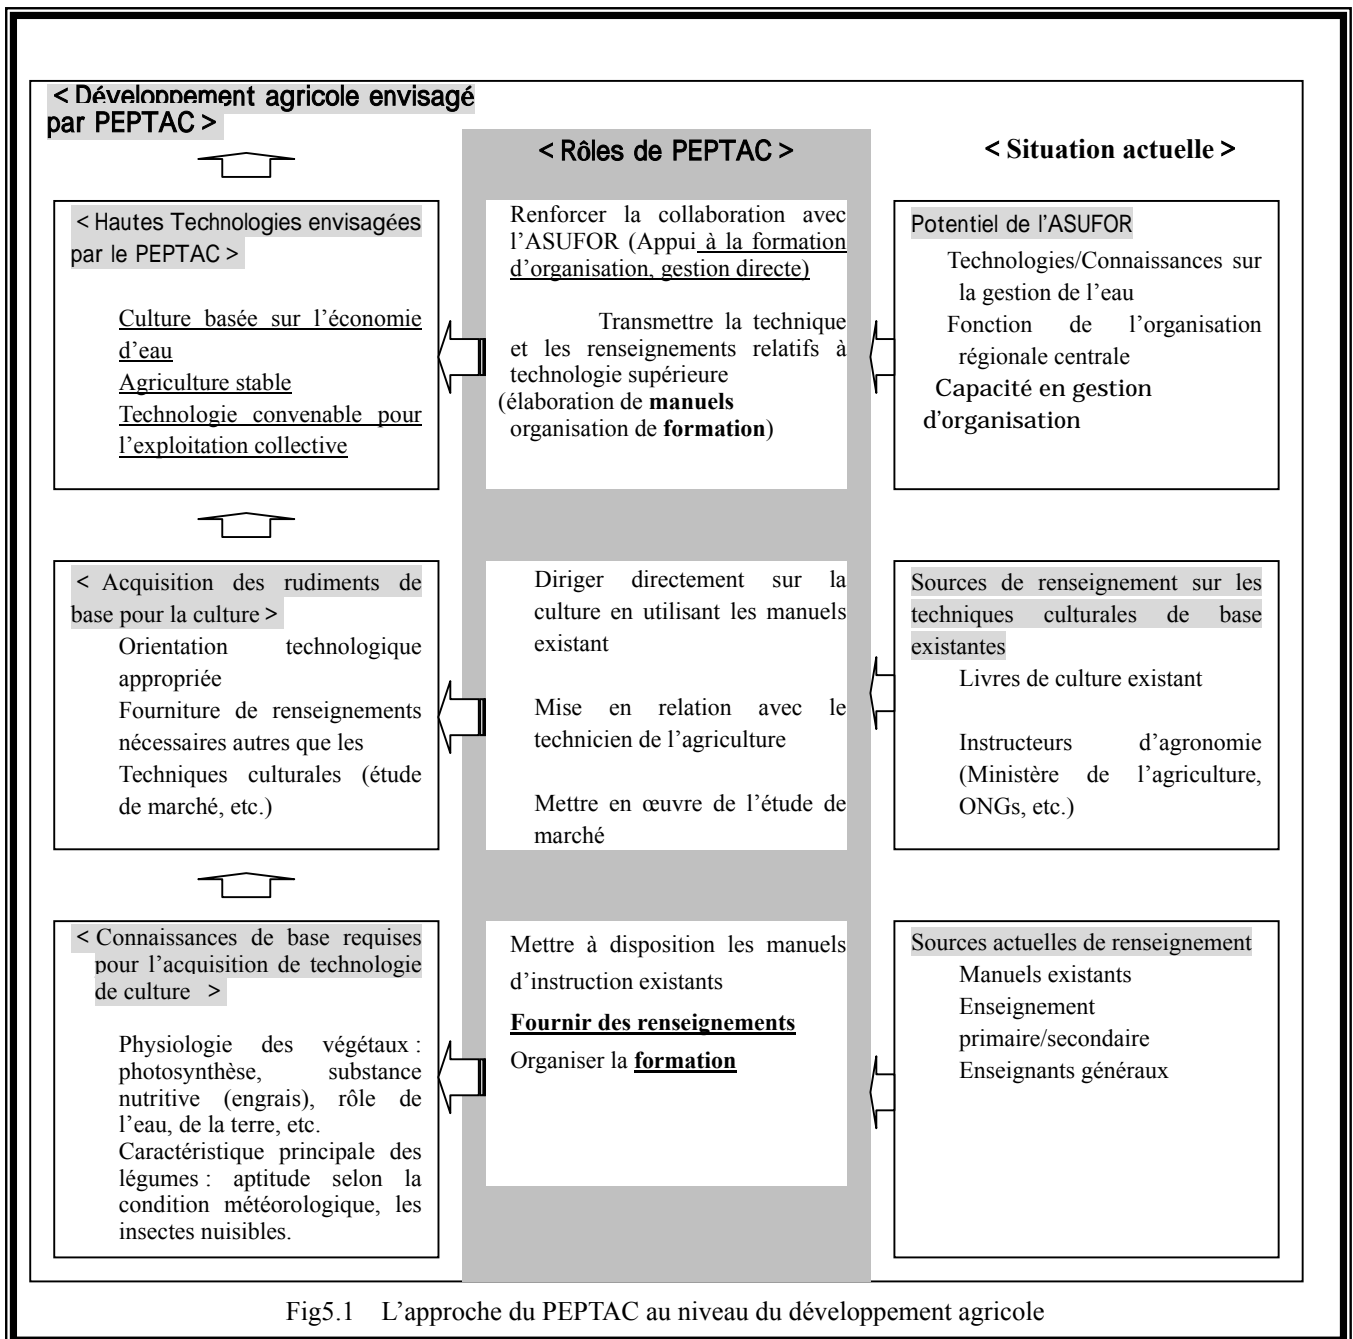 < Développement agricole envisagé
par PEPTAC >
< Rôles de PEPTAC >
< Situation actuelle >
< Hautes Technologies envisagées
par le PEPTAC >
Culture basée sur l’économie
d’eau
Agriculture stable
Technologie convenable pour
l’exploitation collective
Renforcer la collaboration avec
l’ASUFOR (Appui à la formation
d’organisation, gestion directe)
Transmettre la technique
et les renseignements relatifs à
technologie supérieure
(élaboration de manuels
organisation de formation)
Potentiel de l’ASUFOR
Technologies/Connaissances sur
la gestion de l’eau
Fonction de l’organisation
régionale centrale
Capacité en gestion
d’organisation
< Acquisition des rudiments de
base pour la culture >
Orientation technologique
appropriée
Fourniture de renseignements
nécessaires autres que les
Techniques culturales (étude
de marché, etc.)
Diriger directement sur la
culture en utilisant les manuels
existant
Mise en relation avec le
technicien de l’agriculture
Mettre en œuvre de l’étude de
marché
Sources de renseignement sur les
techniques culturales de base
existantes
Livres de culture existant
Instructeurs d’agronomie
(Ministère de l’agriculture,
ONGs, etc.)
< Connaissances de base requises
pour l’acquisition de technologie
de culture >
Physiologie des végétaux :
photosynthèse, substance
nutritive (engrais), rôle de
l’eau, de la terre, etc.
Caractéristique principale des
légumes : aptitude selon la
condition météorologique, les
insectes nuisibles.
Mettre à disposition les manuels
d’instruction existants
Fournir des renseignements
Organiser la formation
Sources actuelles de renseignement
Manuels existants
Enseignement
primaire/secondaire
Enseignants généraux
Fig5.1 L’approche du PEPTAC au niveau du développement agricole